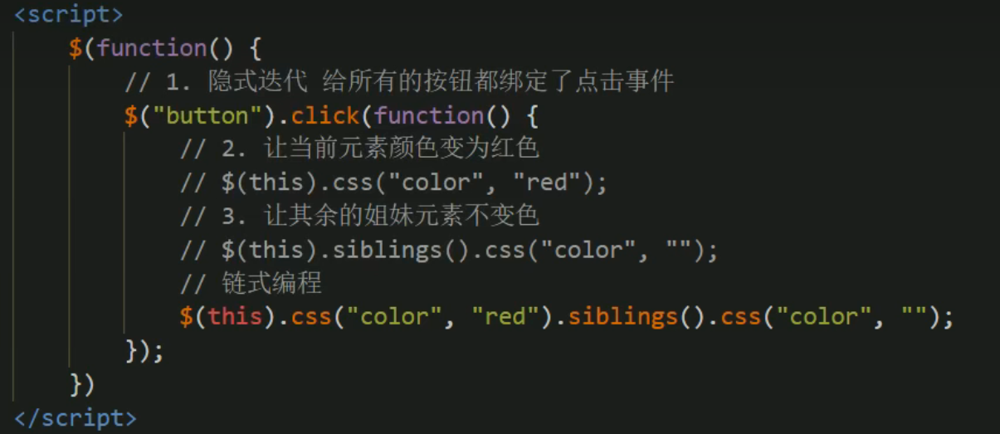 <script>
$(function() {
// 1. 隐式迭代 给所有的按钮都绑定了点击事件
$("button").click(function() {
// 2. 让当前元素颜色变为红色
// $(this).css("color", "red");
// 3. 让其余的姐妹元素不变色
// $(this).siblings().css("color", "");
// 链式编程
$(this).css("color", "red").siblings().css("color", "");
});
})
</script>